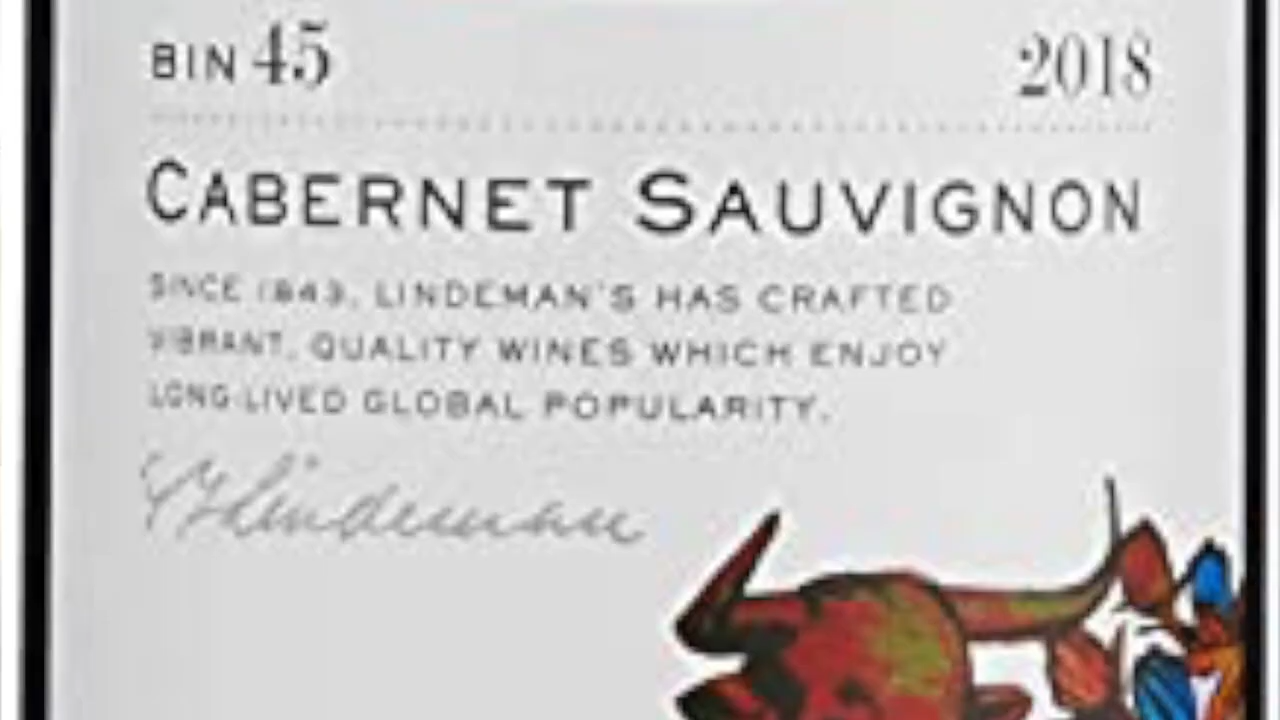 BIN 45 2018
CABERNET SAUVIGNON
SINCE 1843, LINDEMAN'S HAS CRAFTED
VIBRANT, QUALITY WINES WHICH ENJOY
LONG-LIVED GLOBAL POPULARITY.
Lindeman